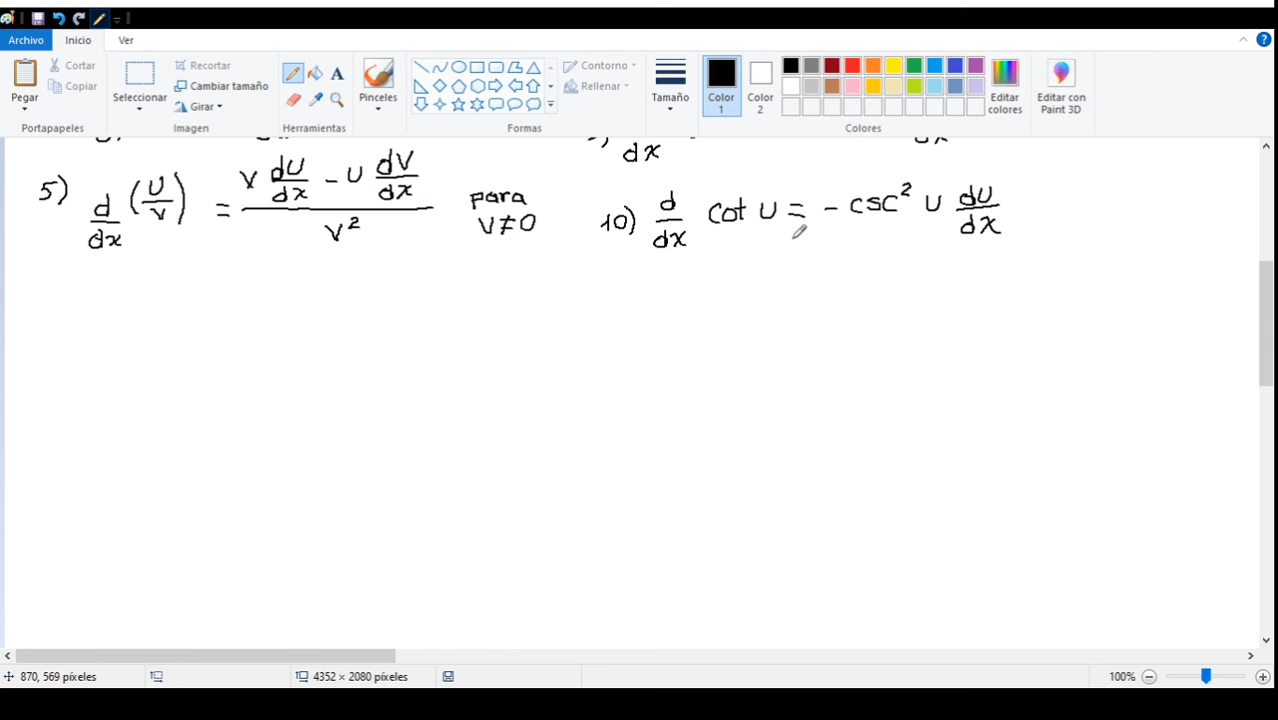 Archivo Inicio Ver
Pegar
Cortar
Copiar
Portapapeles
Seleccionar
Recortar
Cambiar tamaño
Girar
Imagen
A
Herramientas
Pinceles
Contorno
Rellenar
Formas
Tamaño
Color 1
Color 2
Editar colores
Editar con Paint 3D
Colores
dx
dx
5) d/dx (U/V) = (V dU/dx - U dV/dx)/V² para V≠0
10) d/dx cot U = - csc² U dU/dx
870, 569 píxeles
4352 × 2080 píxeles
100%